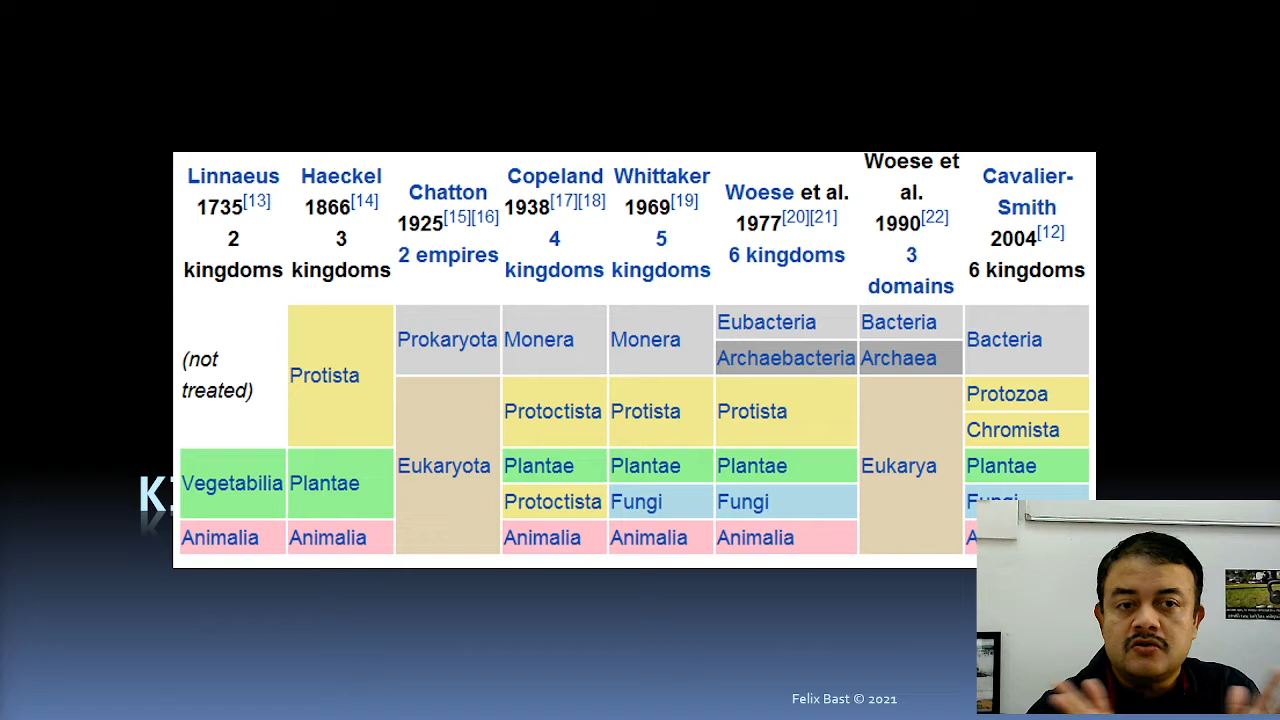 Linnaeus
1735[13]
2
kingdoms
Haeckel
1866[14]
3
kingdoms
Chatton
1925[15][16]
2 empires
Copeland
1938[17][18]
4
kingdoms
Whittaker
1969[19]
5
kingdoms
Woese et al.
1977[20][21]
6 kingdoms
Woese et
al.
1990[22]
3
domains
Cavalier-
Smith
2004[12]
6 kingdoms
(not
treated)
Protista
Prokaryota
Monera
Monera
Eubacteria
Bacteria
Bacteria
Archaebacteria
Archaea
Eukaryota
Protoctista
Protista
Protista
Eukarya
Protozoa
Chromista
Vegetabilia
Plantae
Plantae
Plantae
Plantae
Plantae
Protoctista
Fungi
Fungi
Fungi
Animalia
Animalia
Animalia
Animalia
Animalia
Felix Bast © 2021